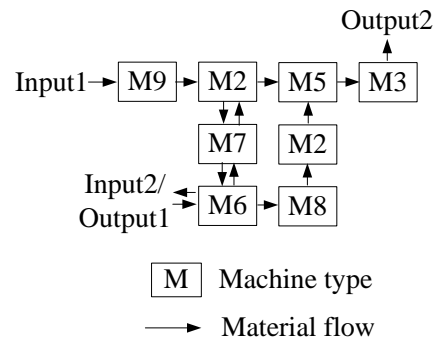 Output2
Input1 M9 M2 M5 M3
M7 M2
Input2/
Output1 M6 M8
M Machine type
Material flow